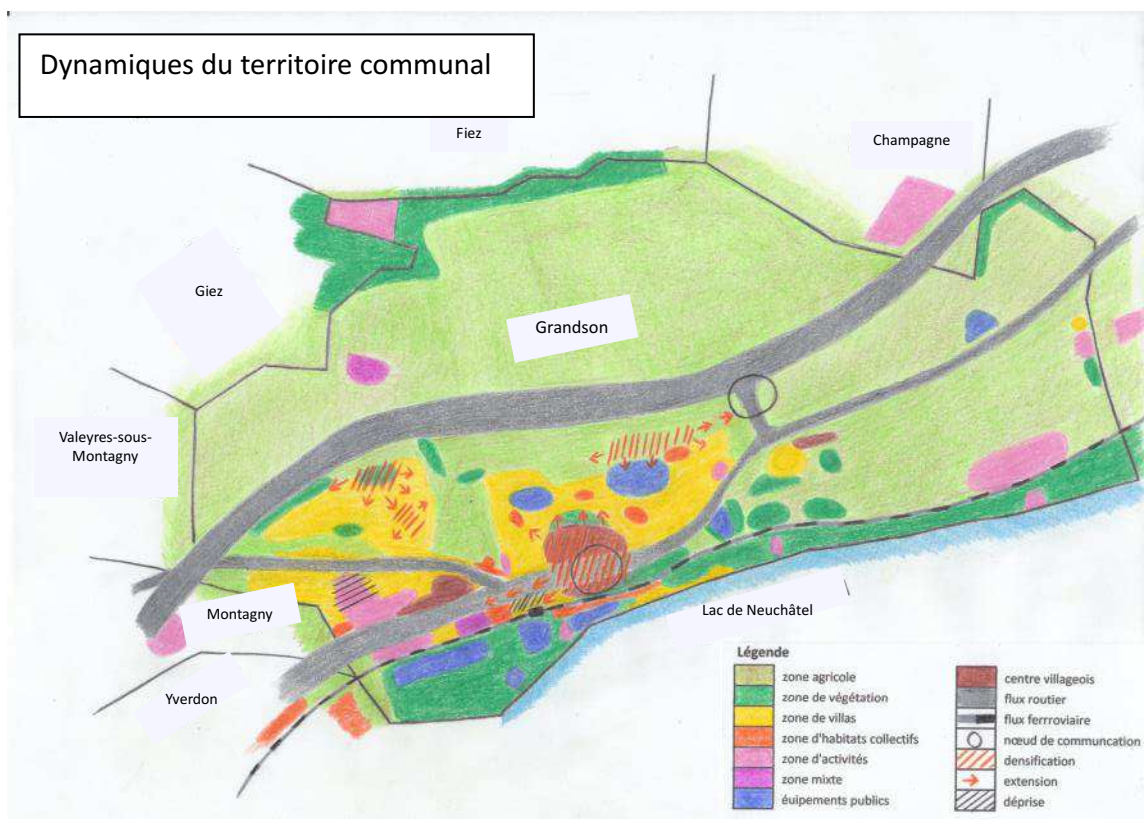 Dynamiques du territoire communal
Fiez
Champagne
Giez
Grandson
Valeyres-sous-
Montagny
Montagny
Lac de Neuchâtel
Yverdon
Légende
zone agricole
zone de végétation
zone de villas
zone d'habitats collectifs
zone d'activités
zone mixte
éuipements publics
centre villageois
flux routier
flux ferrroviaire
nœud de communcation
densification
extension
déprise